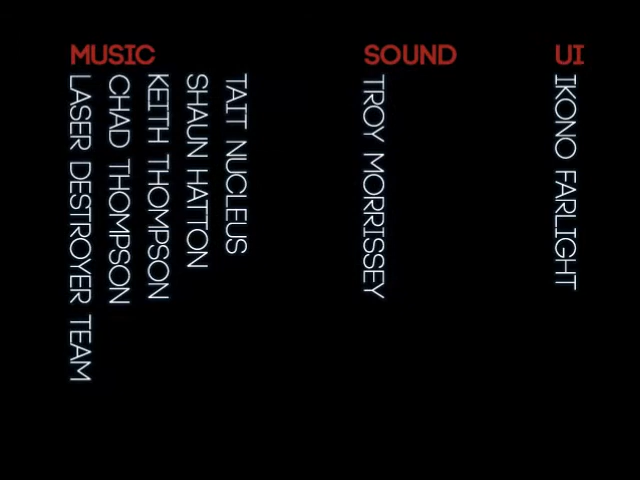 MUSIC
LASER DESTROYER TEAM
CHAD THOMPSON
KEITH THOMPSON
SHAUN HATTON
TAIT NUCLEUS
SOUND
TROY MORRISSEY
UI
IKONO FARLIGHT